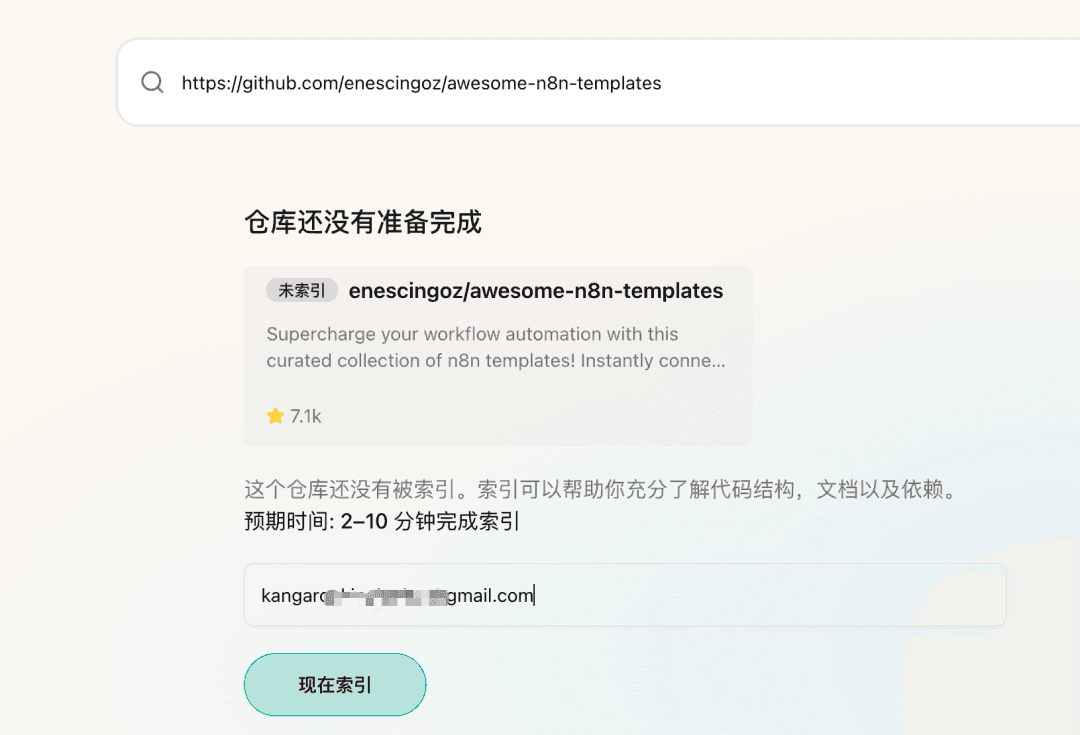 https://github.com/enescingoz/awesome-n8n-templates
仓库还没有准备完成
未索引 enescingoz/awesome-n8n-templates
Supercharge your workflow automation with this
curated collection of n8n templates! Instantly conne...
7.1k
这个仓库还没有被索引。索引可以帮助你充分了解代码结构，文档以及依赖。
预期时间: 2–10 分钟完成索引
gmail.com
现在索引